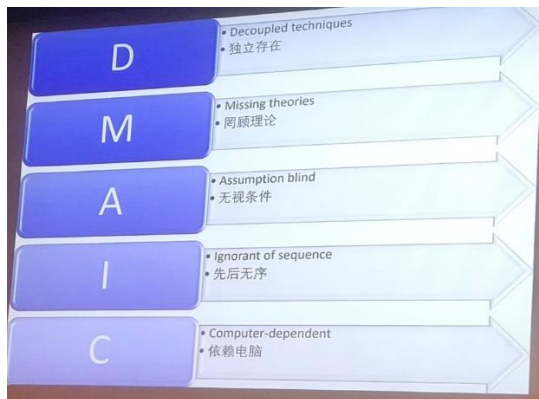 D
• Decoupled techniques
• 独立存在
M
• Missing theories
• 罔顾理论
A
• Assumption blind
• 无视条件
I
• Ignorant of sequence
• 先后无序
C
• Computer-dependent
• 依赖电脑